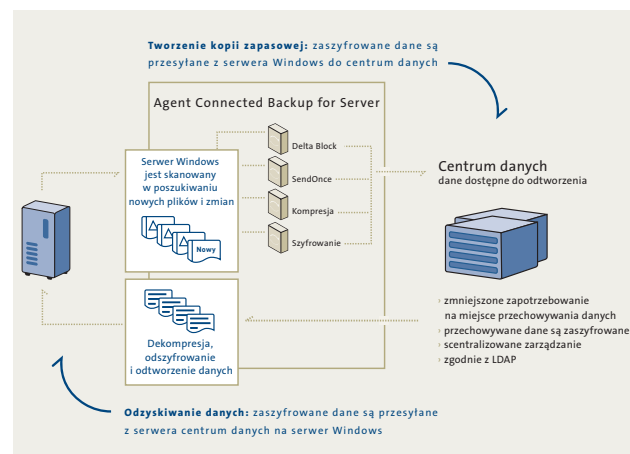 Tworzenie kopii zapasowej: zaszyfrowane dane są
przesyłane z serwera Windows do centrum danych
Agent Connected Backup for Server
Serwer Windows
jest skanowany
w poszukiwaniu
nowych plików i zmian
Nowy
Delta Block
SendOnce
Kompresja
Szyfrowanie
Centrum danych
dane dostępne do odtworzenia
› zmniejszone zapotrzebowanie
na miejsce przechowywania danych
› przechowywane dane są zaszyfrowane
› scentralizowane zarządzanie
› zgodnie z LDAP
Dekompresja,
odszyfrowanie
i odtworzenie danych
Odzyskiwanie danych: zaszyfrowane dane są przesyłane
z serwera centrum danych na serwer Windows